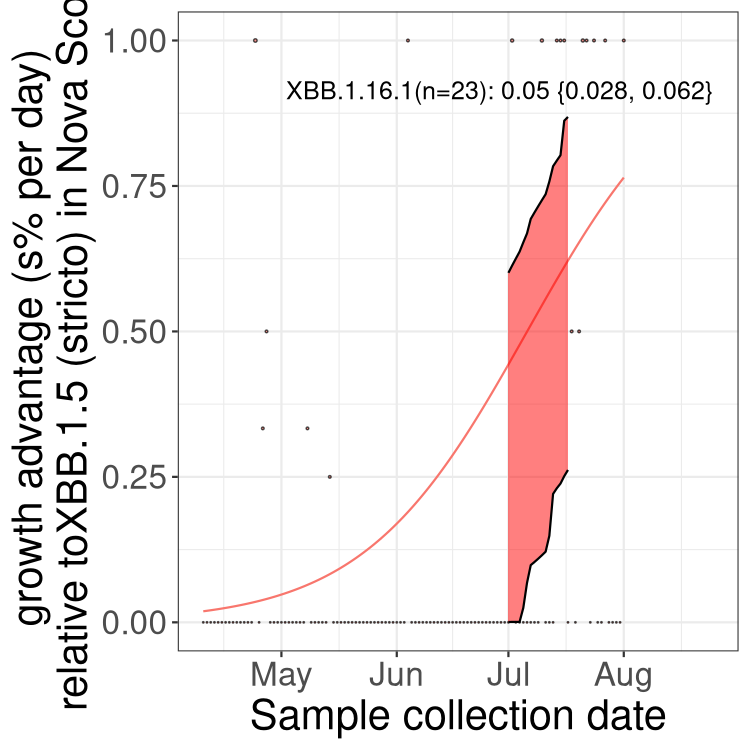 growth advantage (s% per day)
relative toXBB.1.5 (stricto) in Nova Sco
1.00
0.75
0.50
0.25
0.00
XBB.1.16.1(n=23): 0.05 {0.028, 0.062}
May Jun Jul Aug
Sample collection date